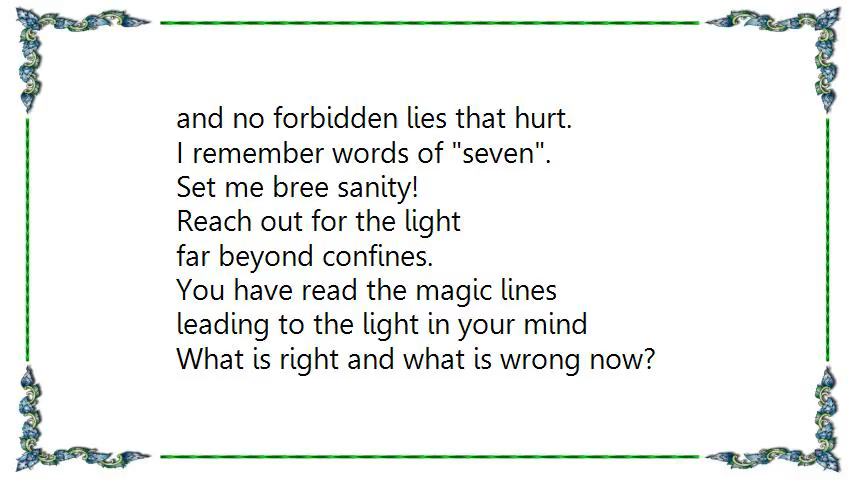 and no forbidden lies that hurt.
I remember words of "seven".
Set me bree sanity!
Reach out for the light
far beyond confines.
You have read the magic lines
leading to the light in your mind
What is right and what is wrong now?